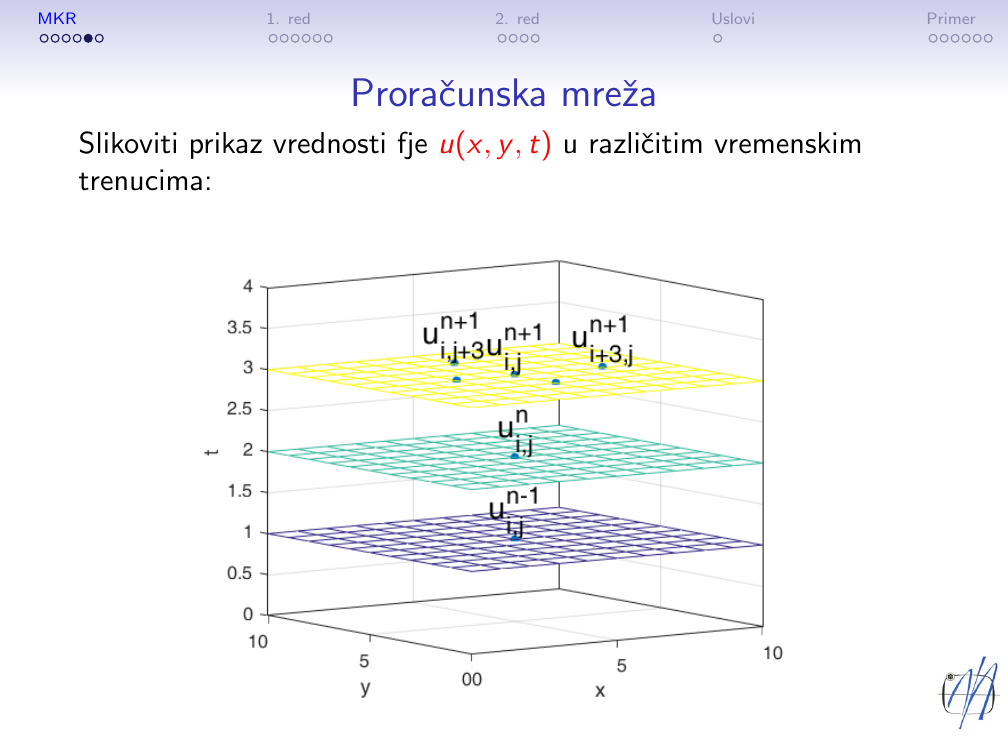 MKR 1. red 2. red Uslovi Primer
Proračunska mreža
Slikoviti prikaz vrednosti fje u(x, y, t) u različitim vremenskim
trenucima:
4
3.5
3
2.5
2
1.5
1
0.5
0
t
u^{n+1}_{i,j+3} u^{n+1}_{i,j} u^{n+1}_{i+3,j}
u^{n}_{i,j}
u^{n-1}_{i,j}
10 5 00 5 10
y x